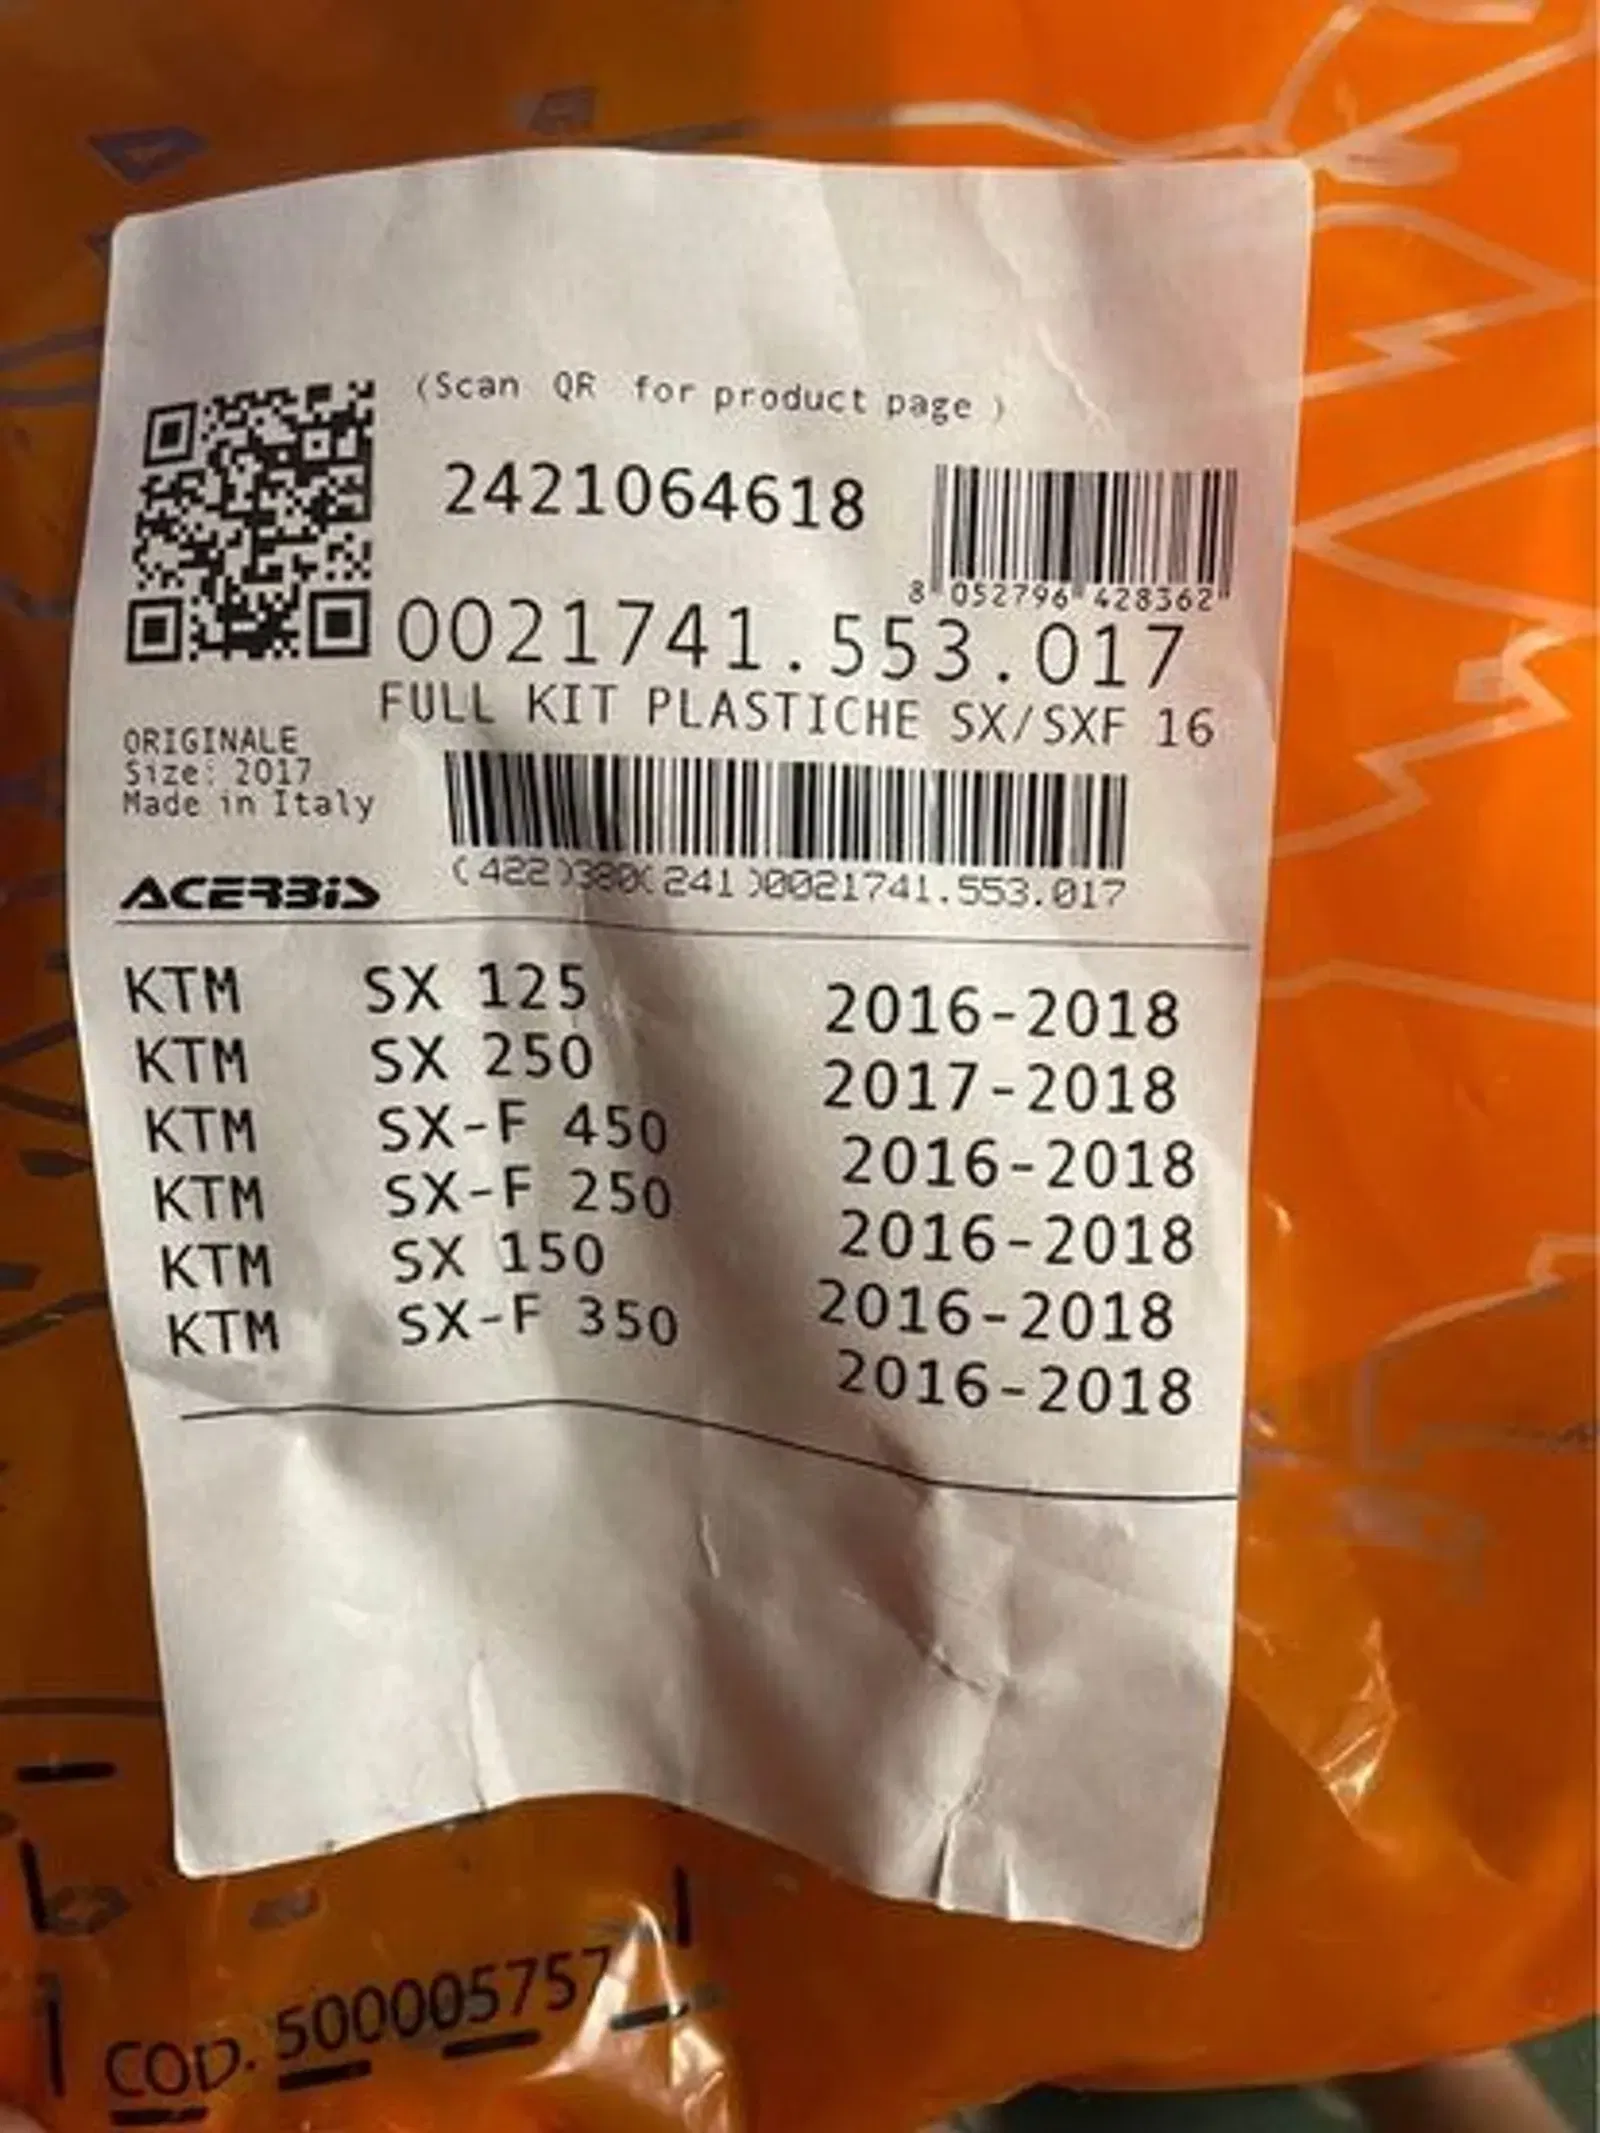 (Scan QR for product page )
2421064618
8 052796 428362
0021741.553.017
FULL KIT PLASTICHE SX/SXF 16
ORIGINALE
Size: 2017
Made in Italy
(422)380(241)0021741.553.017
ACERBIS
KTM SX 125 2016-2018
KTM SX 250 2017-2018
KTM SX-F 450 2016-2018
KTM SX-F 250 2016-2018
KTM SX 150 2016-2018
KTM SX-F 350 2016-2018
COD. 500005757